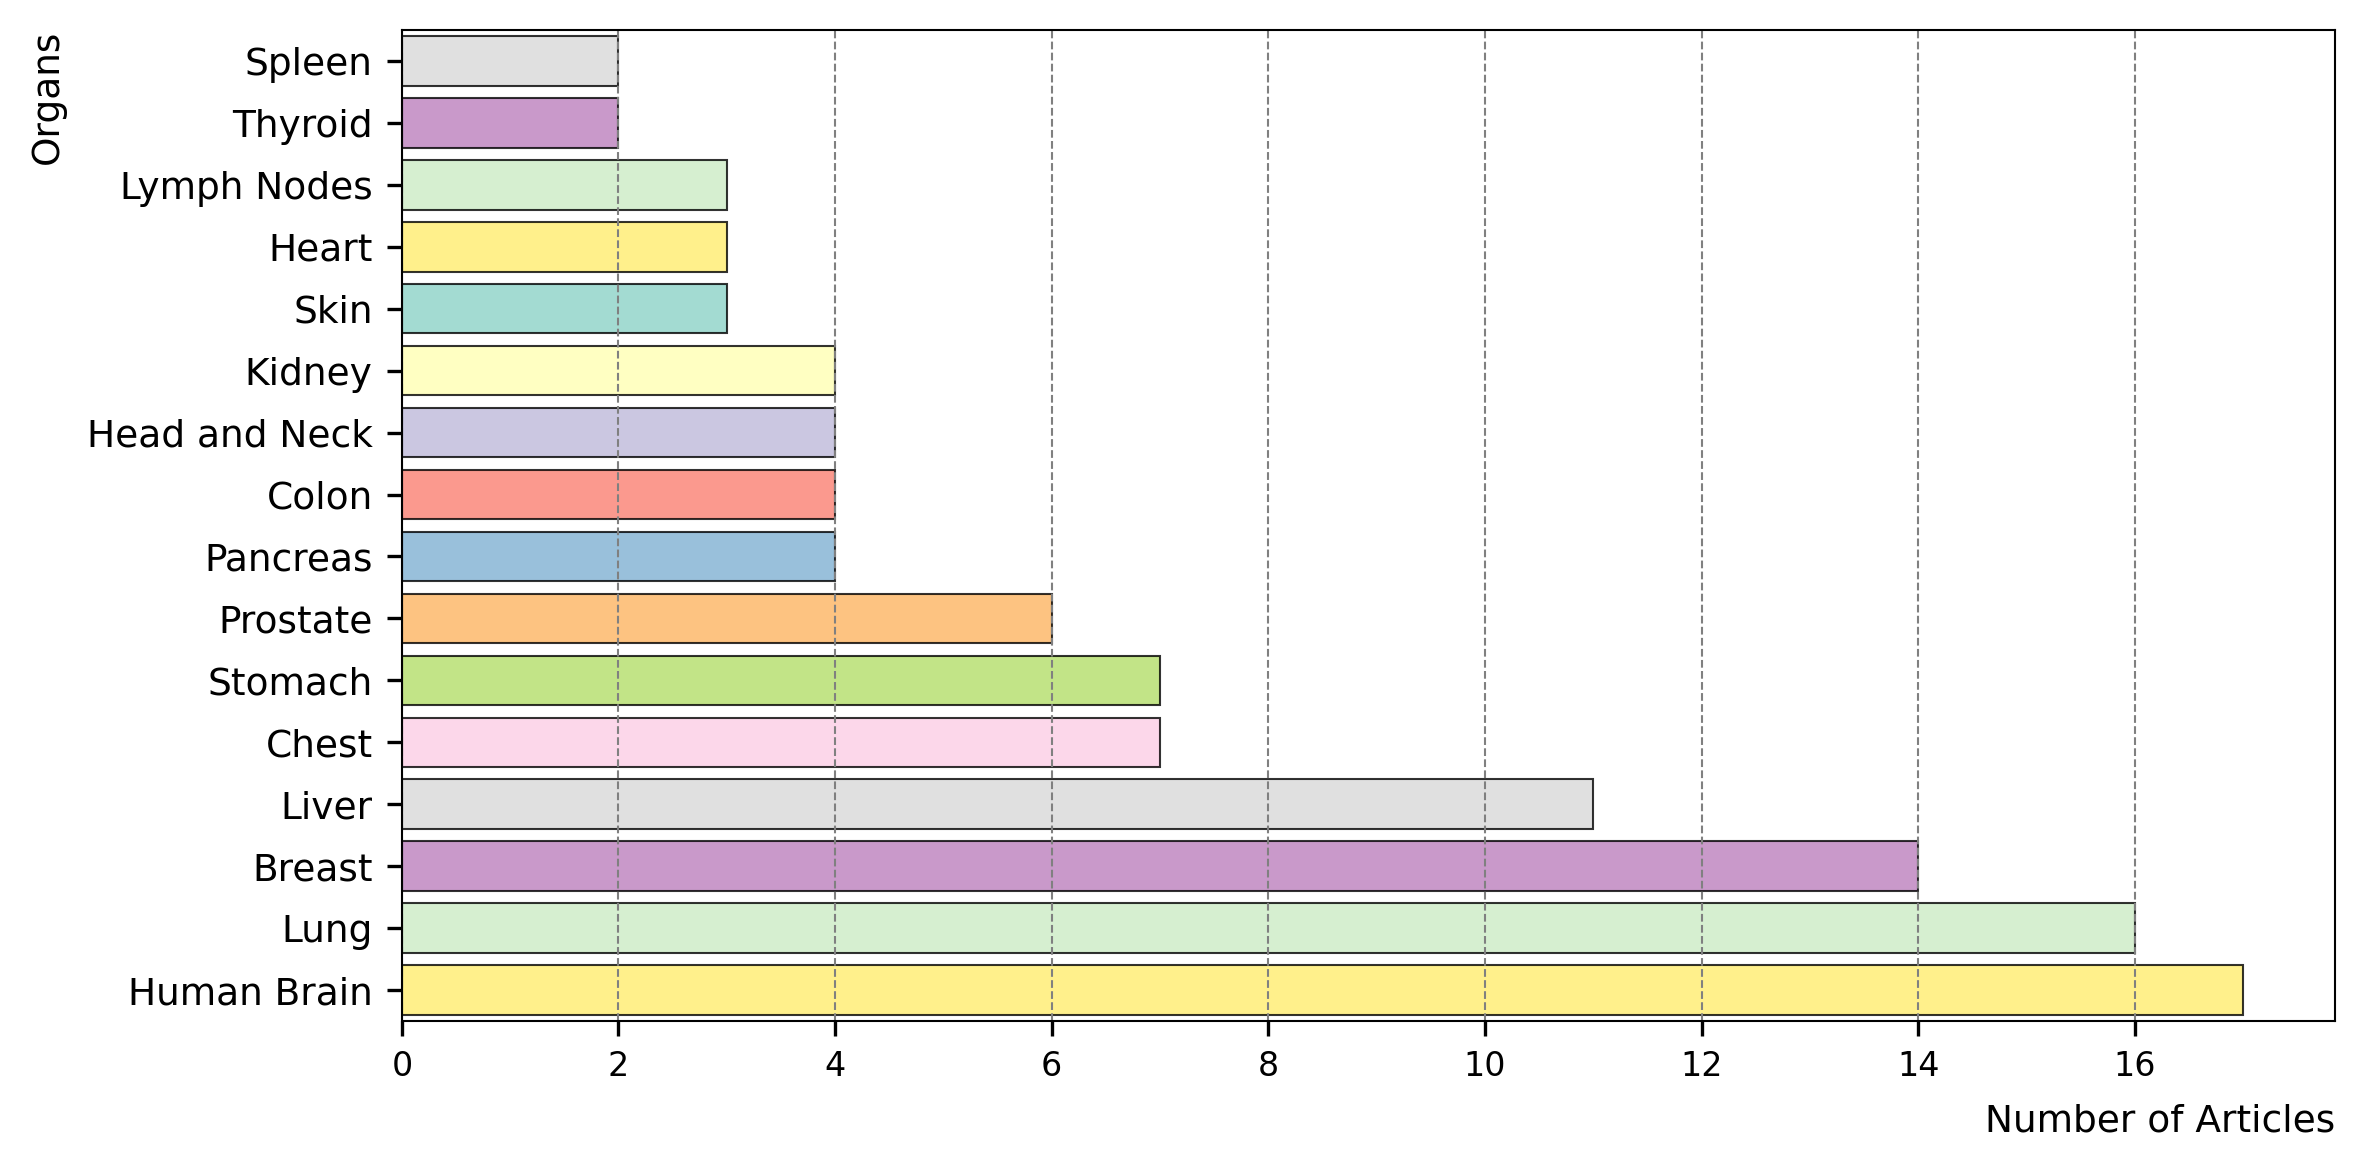 Organs
Spleen
Thyroid
Lymph Nodes
Heart
Skin
Kidney
Head and Neck
Colon
Pancreas
Prostate
Stomach
Chest
Liver
Breast
Lung
Human Brain
0 2 4 6 8 10 12 14 16
Number of Articles